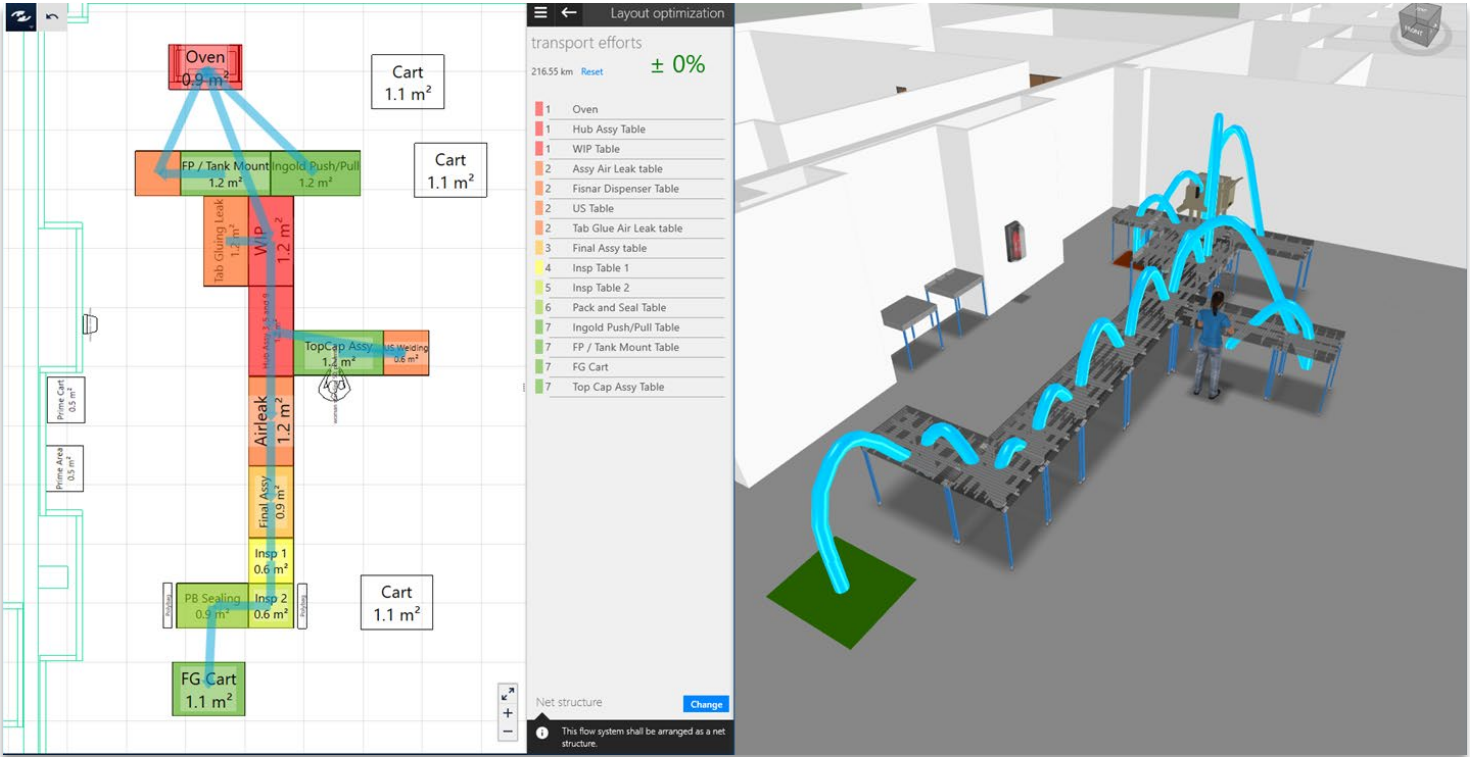 Oven
0.9 m²
Cart
1.1 m²
Cart
1.1 m²
FP / Tank Mount
1.2 m²
Ingold Push/Pull
1.2 m²
Tab Gluing Leak
1.2 m²
WIP
1.2 m²
TopCap Assy
1.2 m²
US Welding
0.6 m²
Airleak
1.2 m²
Prime Cart
0.5 m²
Prime Area
0.5 m²
Final Assy
0.9 m²
Insp 1
0.6 m²
PB Sealing
0.9 m²
Insp 2
0.6 m²
Cart
1.1 m²
FG Cart
1.1 m²
+
−
Layout optimization
transport efforts
216.55 km Reset ± 0%
1 Oven
1 Hub Assy Table
1 WIP Table
2 Assy Air Leak table
2 Fisnar Dispenser Table
2 US Table
2 Tab Glue Air Leak table
3 Final Assy table
4 Insp Table 1
5 Insp Table 2
6 Pack and Seal Table
7 Ingold Push/Pull Table
7 FP / Tank Mount Table
7 FG Cart
7 Top Cap Assy Table
Net structure Change
This flow system shall be arranged as a net
structure.
FRONT